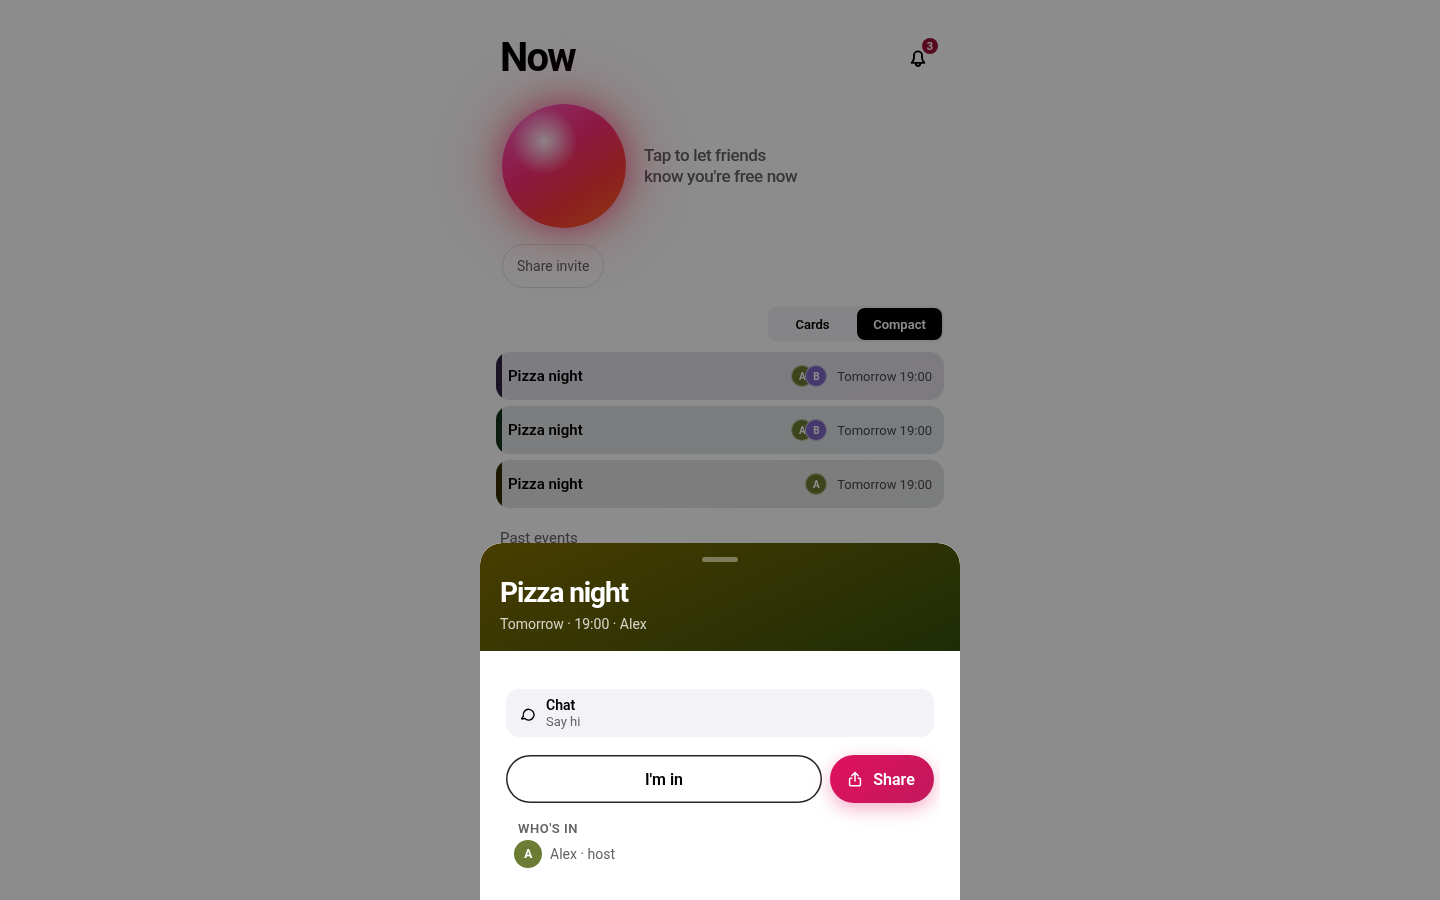 Now
3
Tap to let friends
know you're free now
Share invite
Cards
Compact
Pizza night
A
B
Tomorrow 19:00
Pizza night
A
B
Tomorrow 19:00
Pizza night
A
Tomorrow 19:00
Past events
Pizza night
Tomorrow · 19:00 · Alex
Chat
Say hi
I'm in
Share
WHO'S IN
A
Alex · host